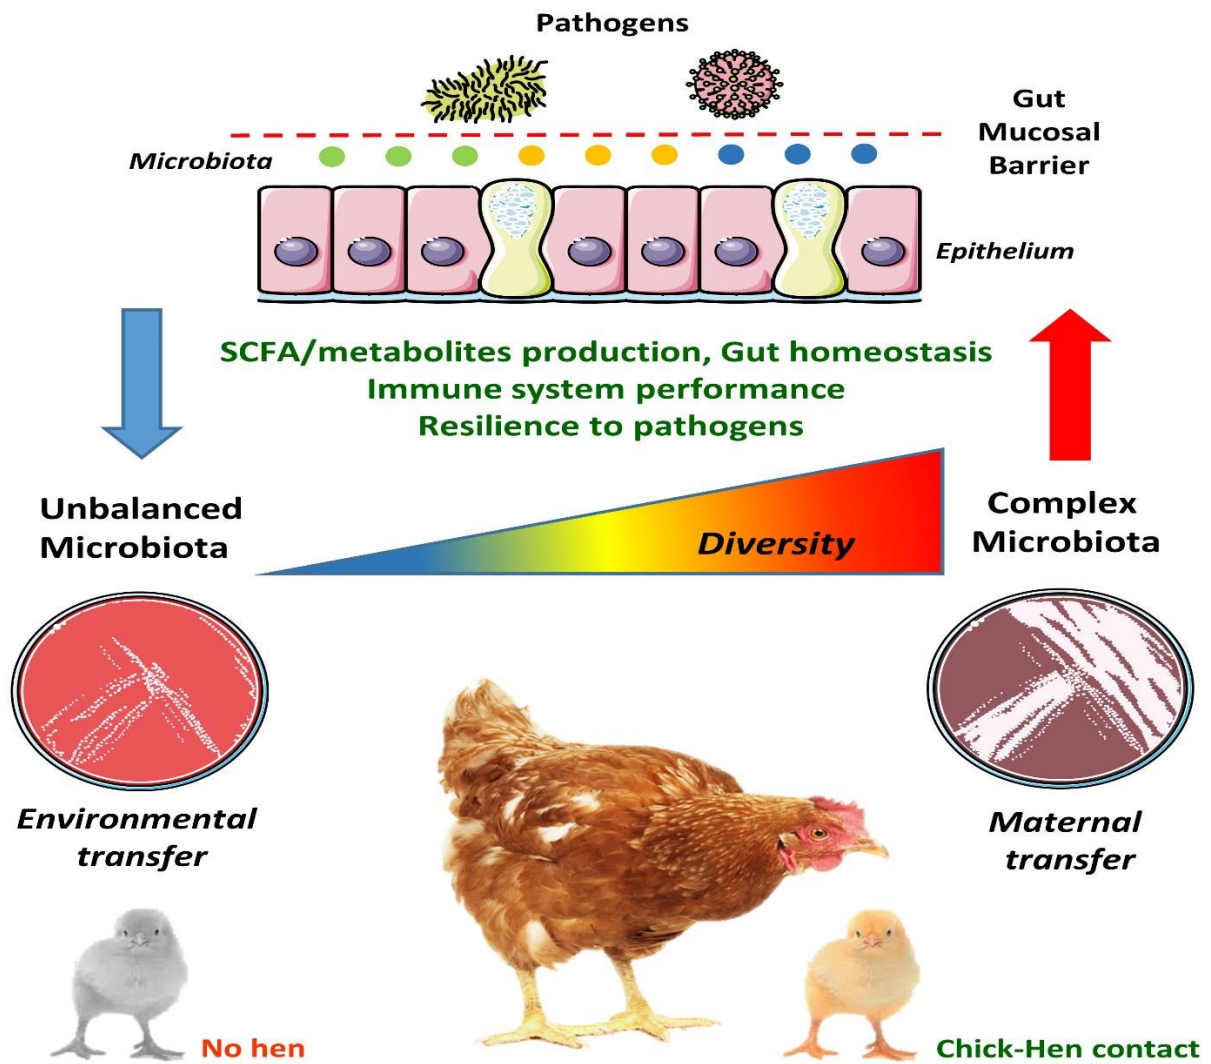 Pathogens
Gut
Mucosal
Barrier
Microbiota
Epithelium
SCFA/metabolites production, Gut homeostasis
Immune system performance
Resilience to pathogens
Unbalanced
Microbiota
Diversity
Complex
Microbiota
Environmental
transfer
Maternal
transfer
No hen
Chick-Hen contact